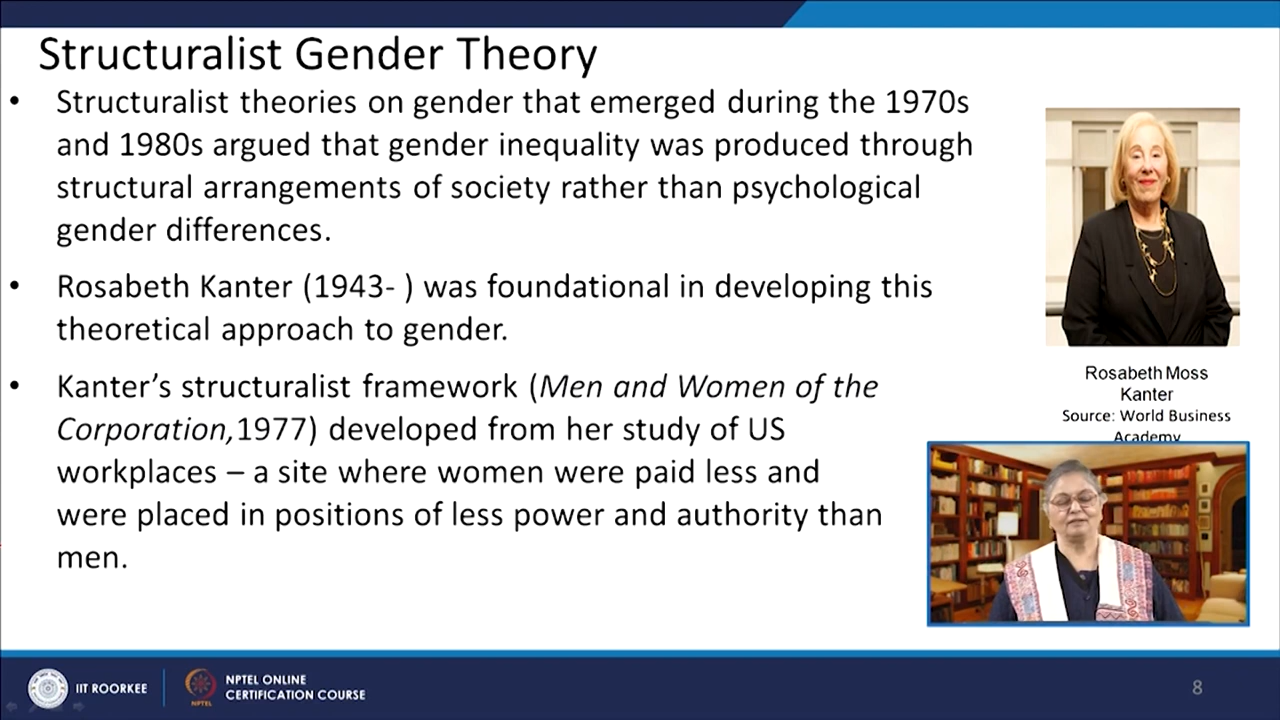 Structuralist Gender Theory
• Structuralist theories on gender that emerged during the 1970s
and 1980s argued that gender inequality was produced through
structural arrangements of society rather than psychological
gender differences.
• Rosabeth Kanter (1943- ) was foundational in developing this
theoretical approach to gender.
• Kanter’s structuralist framework (Men and Women of the
Corporation,1977) developed from her study of US
workplaces – a site where women were paid less and
were placed in positions of less power and authority than
men.
Rosabeth Moss
Kanter
Source: World Business
Academy
IIT ROORKEE
NPTEL
NPTEL ONLINE
CERTIFICATION COURSE
8